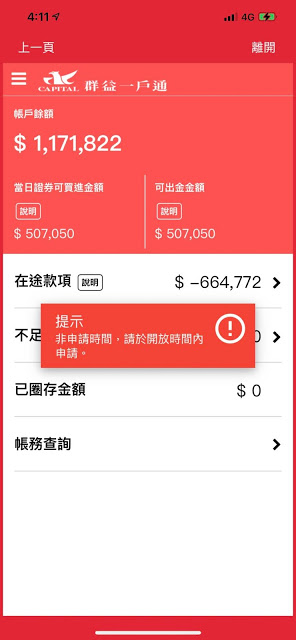 4:11
4G
上一頁
離開
CAPITAL 群益一戶通
帳戶餘額
$ 1,171,822
當日證券可買進金額
可出金金額
說明
說明
$ 507,050
$ 507,050
在途款項 說明 $ -664,772
提示
非申請時間，請於開放時間內
申請。
不足
0
已圈存金額 $ 0
帳務查詢